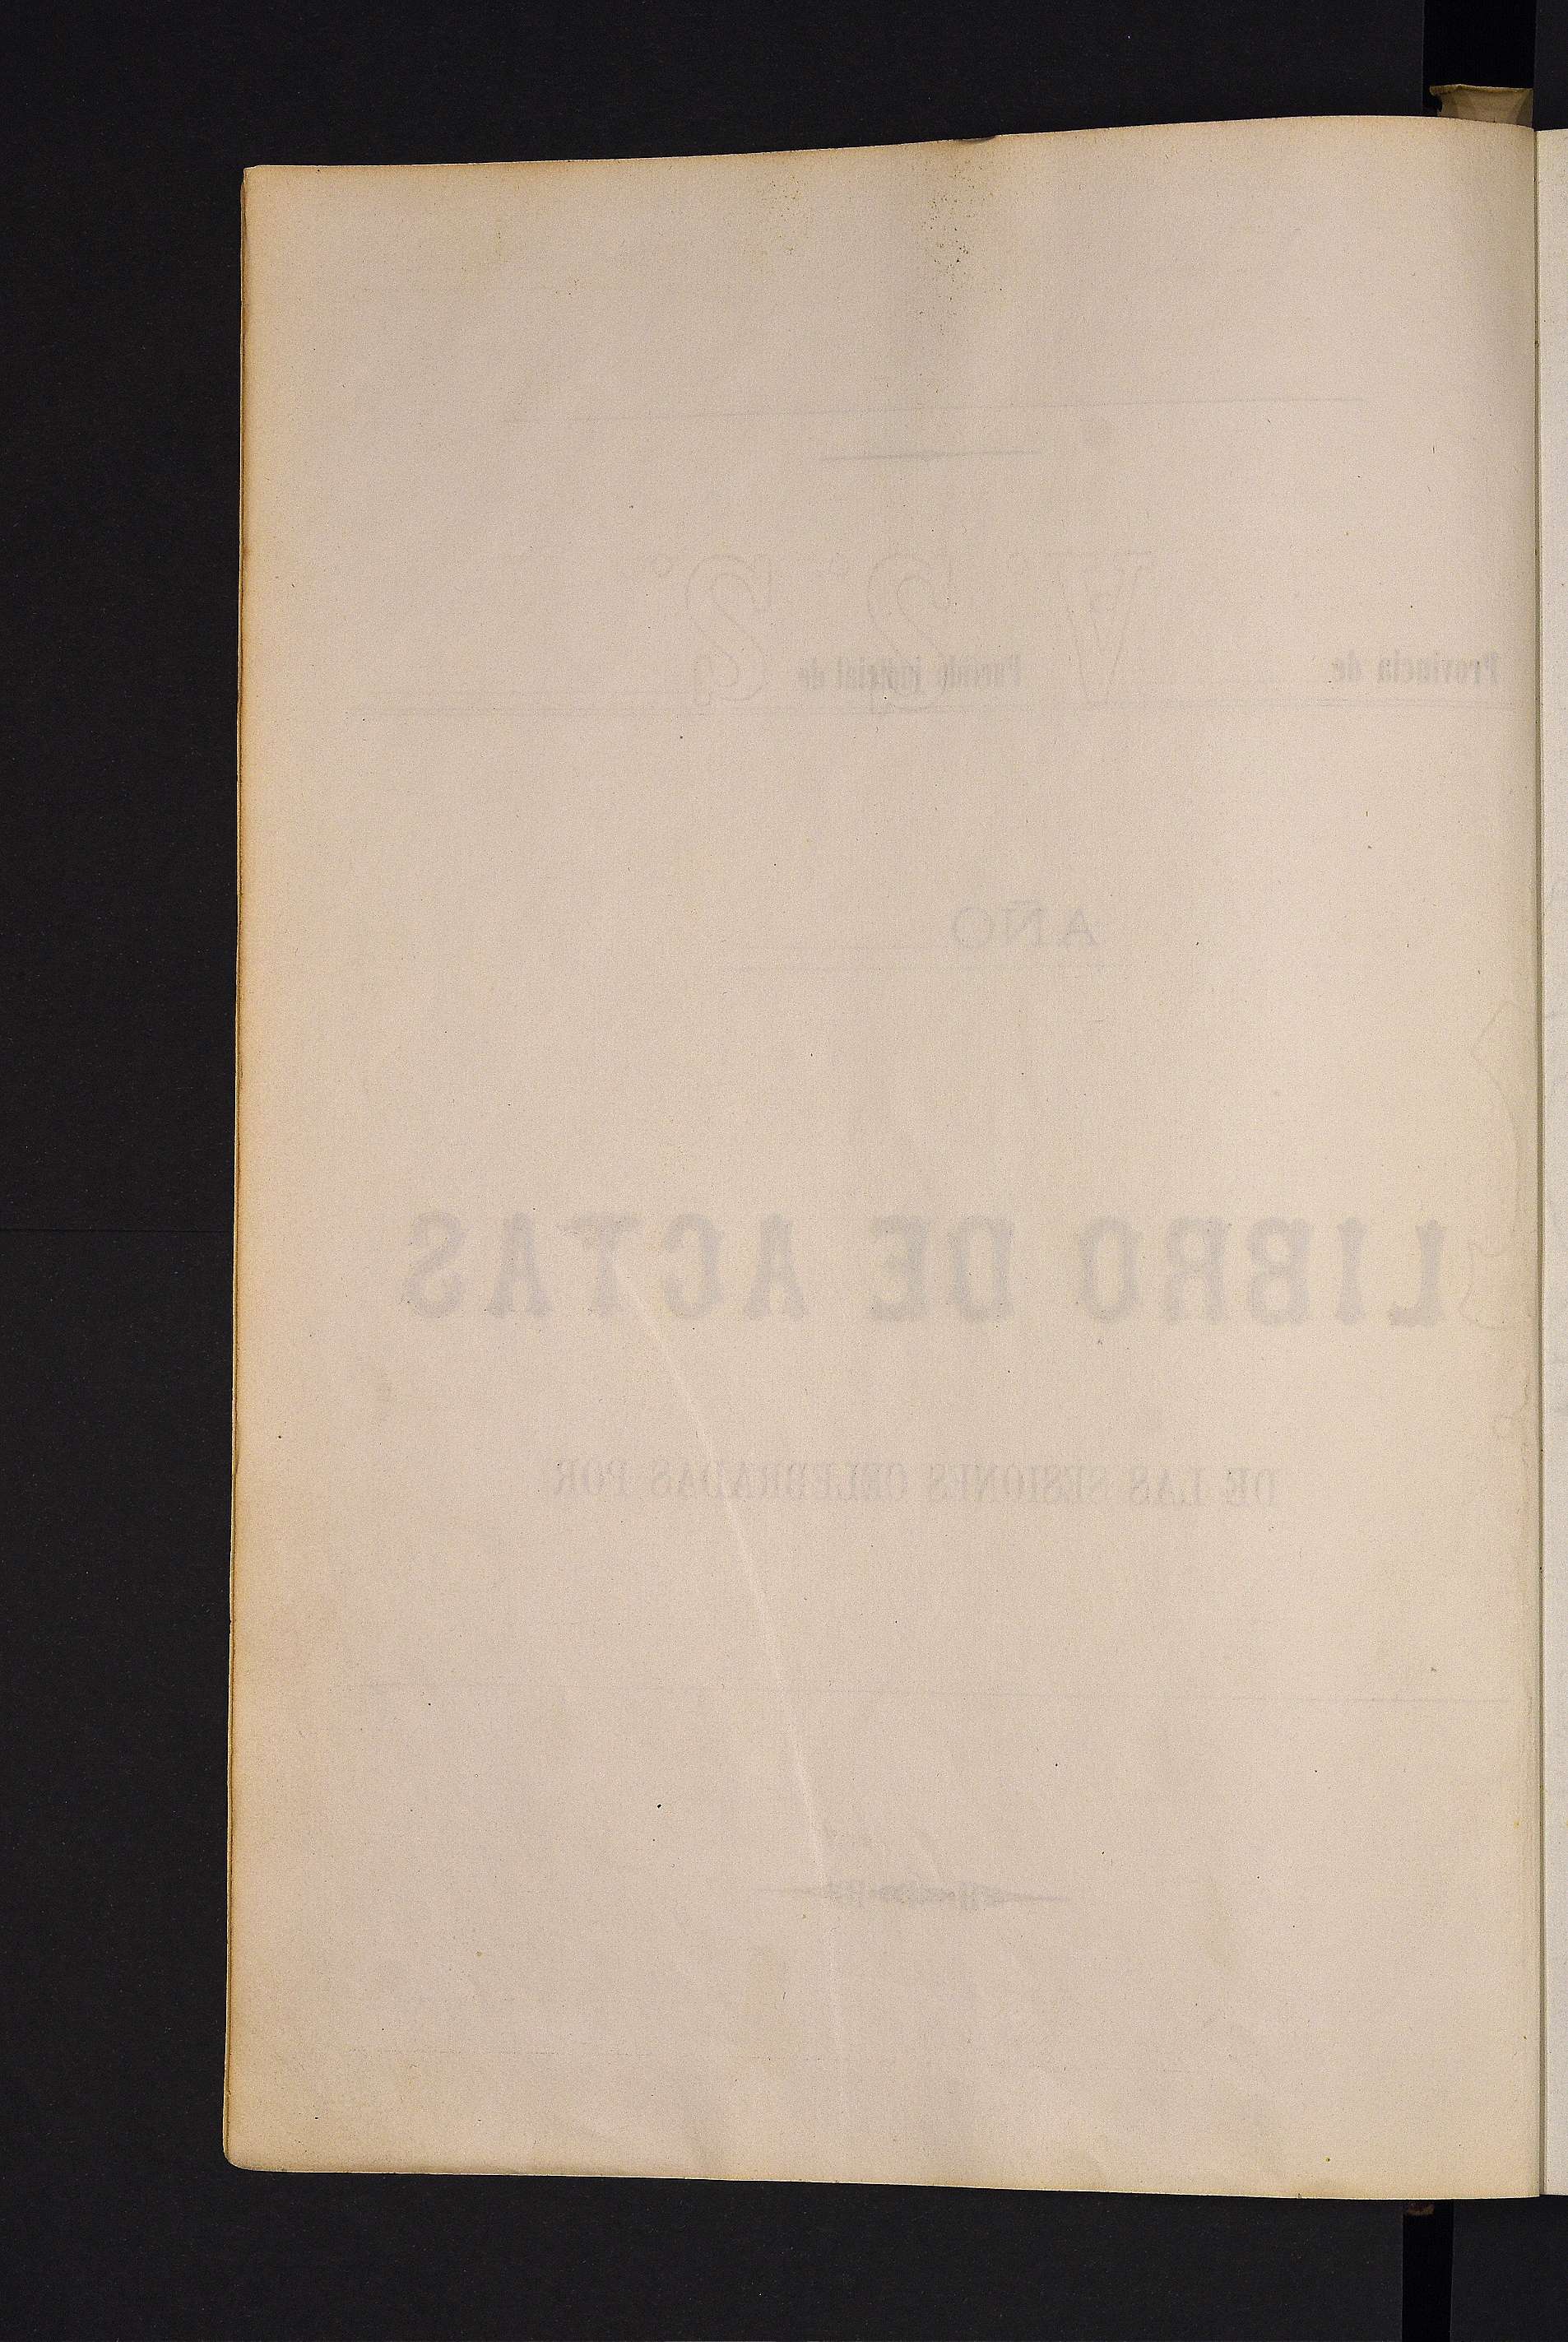 Provincia de Partido judicial de
AÑO
LIBRO DE ACTAS
DE LAS SESIONES CELEBRADAS POR